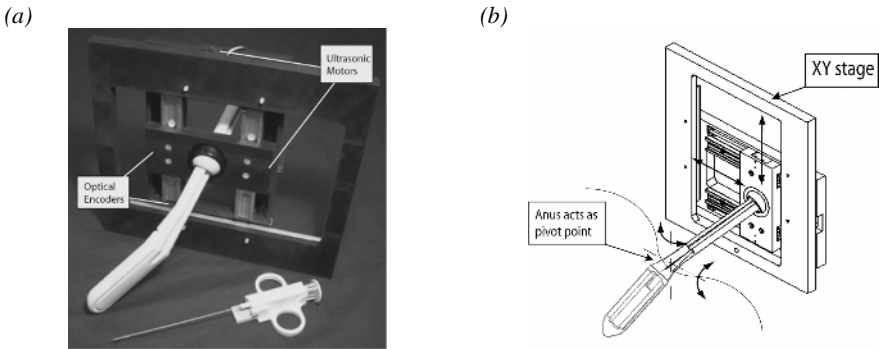 (a)
(b)
Ultrasonic
Motors
Optical
Encoders
XY stage
Anus acts as
pivot point